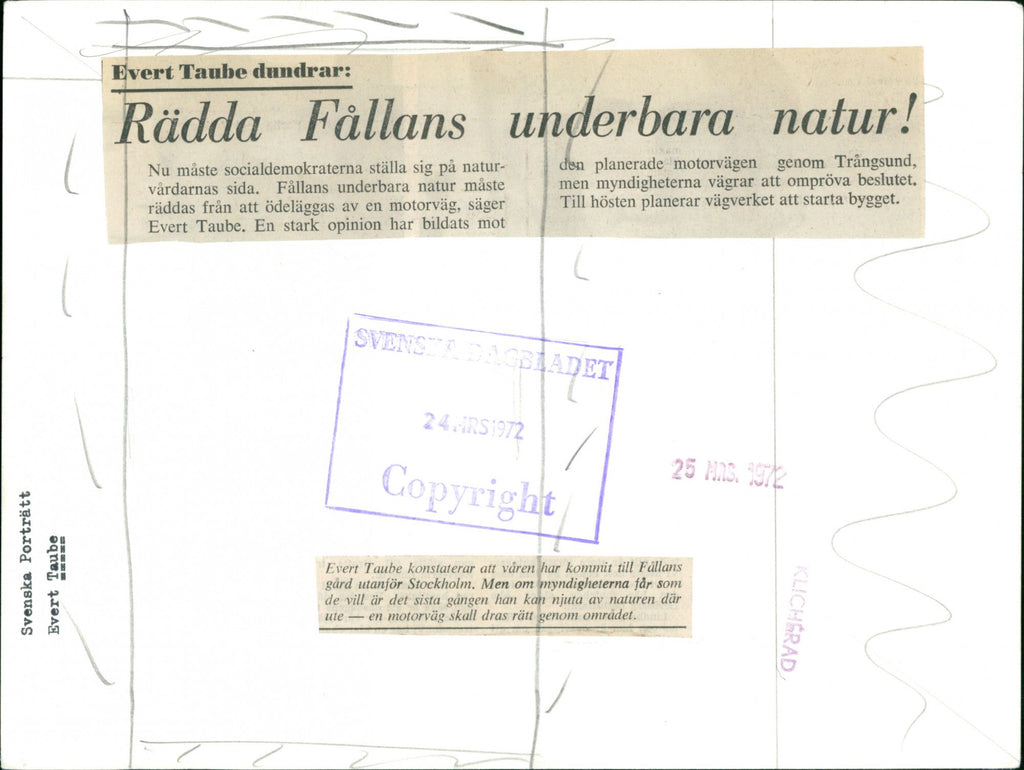 Evert Taube dundrar:
Rädda Fållans underbara natur!
Nu måste socialdemokraterna ställa sig på natur-
vårdarnas sida. Fållans underbara natur måste
räddas från att ödeläggas av en motorväg, säger
Evert Taube. En stark opinion har bildats mot
den planerade motorvägen genom Trångsund,
men myndigheterna vägrar att ompröva beslutet.
Till hösten planerar vägverket att starta bygget.
SVENSKA DAGBLADET
24 MRS 1972
Copyright
25 MRS. 1972
Evert Taube konstaterar att våren har kommit till Fållans
gård utanför Stockholm. Men om myndigheterna får som
de vill är det sista gången han kan njuta av naturen där
ute — en motorväg skall dras rätt genom området.
KLICHÉRAD
Svenska Porträtt
Evert Taube